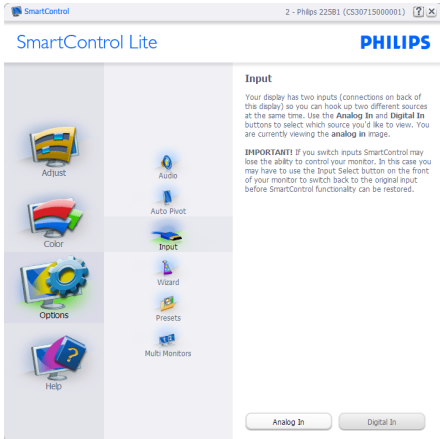 SmartControl
2 - Philips 225B1 (CS30715000001)
?
×
SmartControl Lite
PHILIPS
Adjust
Color
Options
Help
Audio
Auto Pivot
Input
Wizard
Presets
Multi Monitors
Input
Your display has two inputs (connections on back of
this display) so you can hook up two different sources
at the same time. Use the Analog In and Digital In
buttons to select which source you'd like to view. You
are currently viewing the analog in image.
IMPORTANT! If you switch inputs SmartControl may
lose the ability to control your monitor. In this case you
may have to use the Input Select button on the front
of your monitor to switch back to the original input
before SmartControl functionality can be restored.
Analog In
Digital In